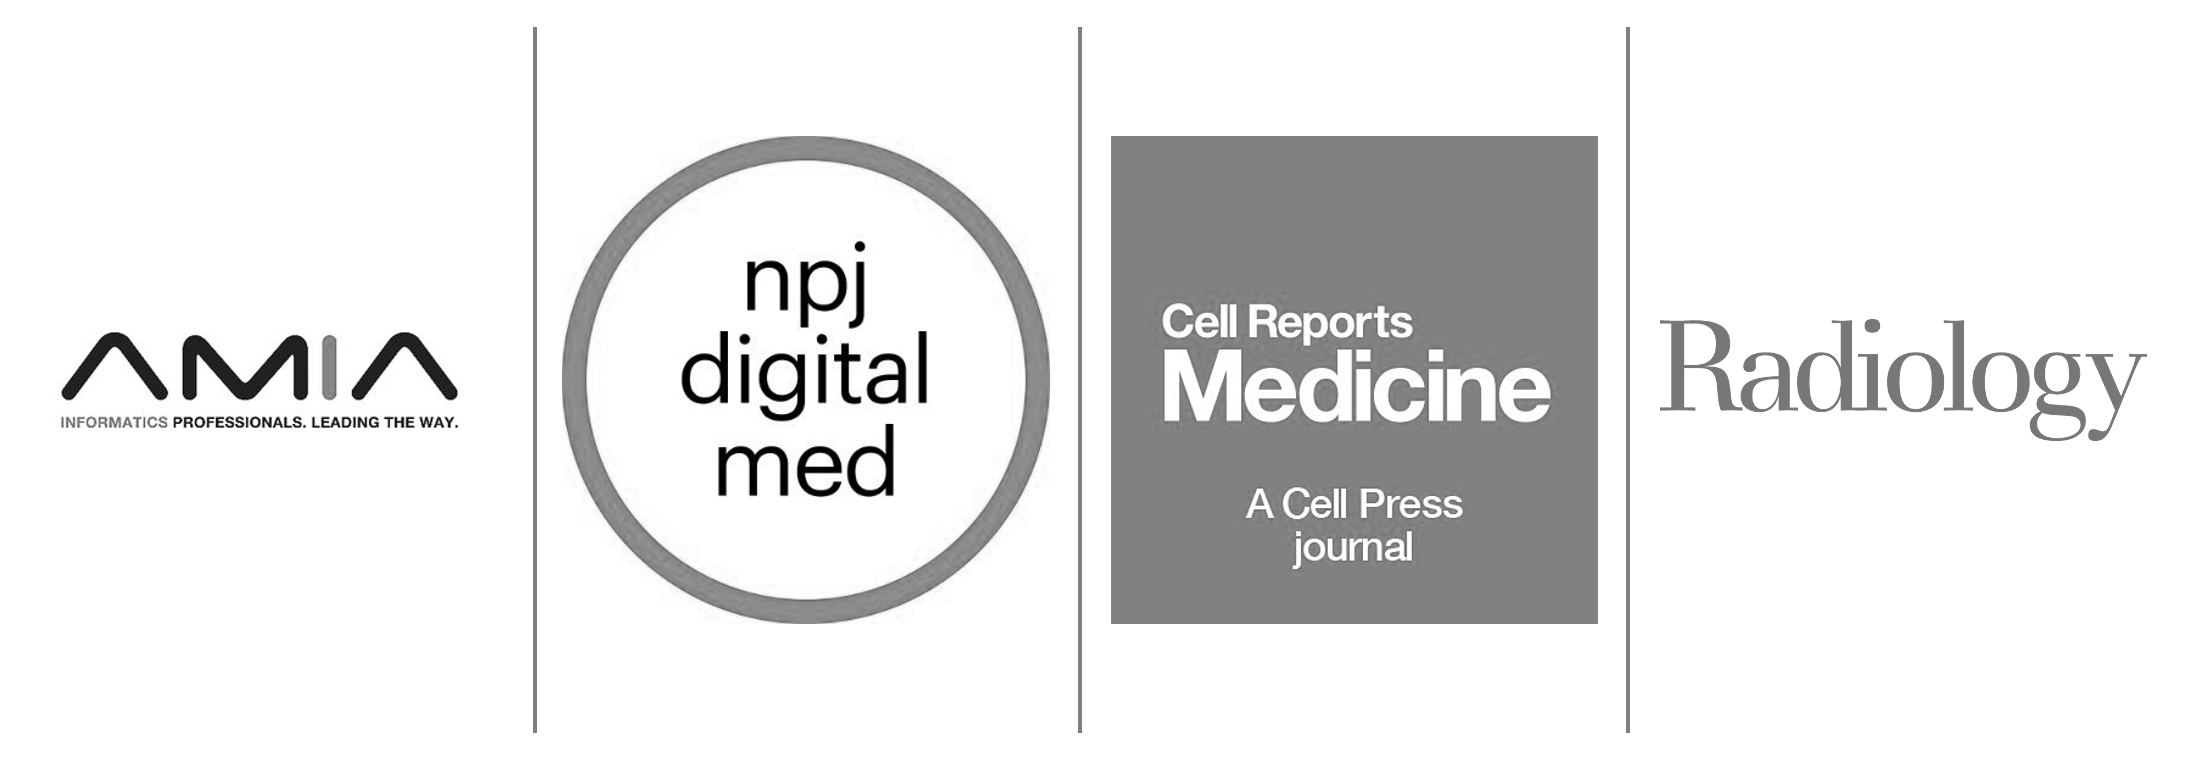 AMIA
INFORMATICS PROFESSIONALS. LEADING THE WAY.
npj
digital
med
Cell Reports
Medicine
A Cell Press
journal
Radiology